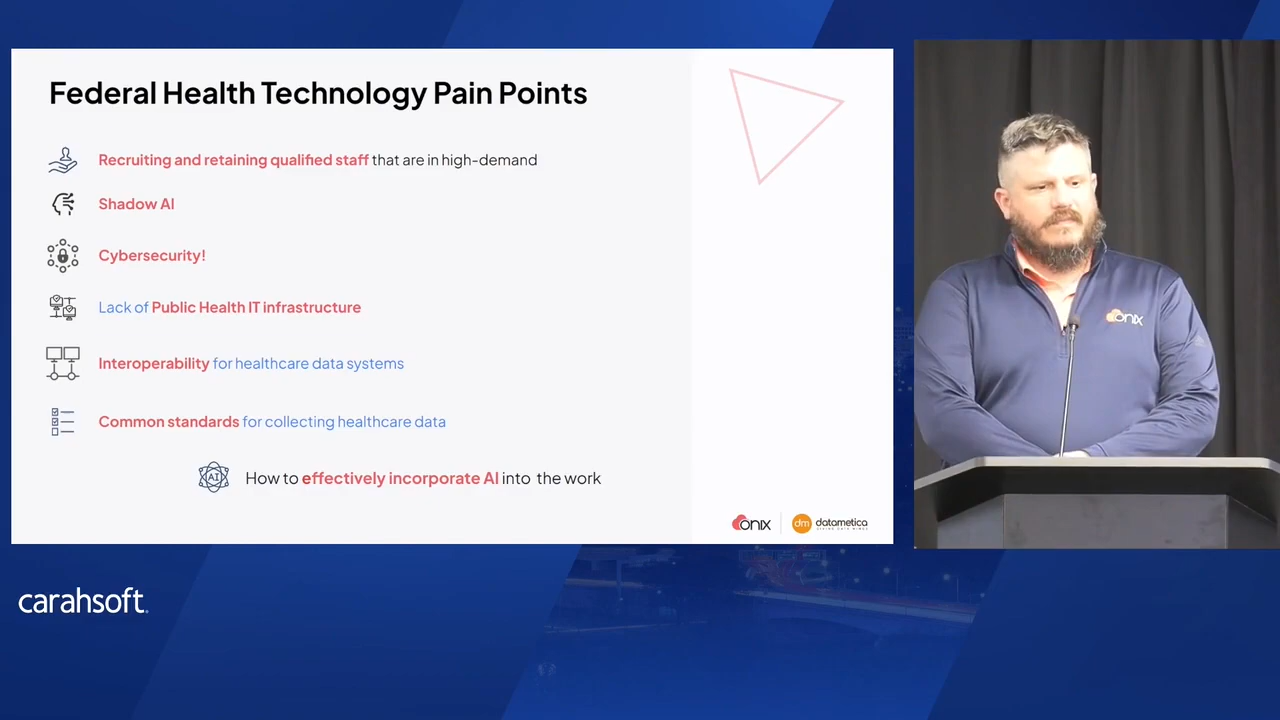 Federal Health Technology Pain Points
Recruiting and retaining qualified staff that are in high-demand
Shadow AI
Cybersecurity!
Lack of Public Health IT infrastructure
Interoperability for healthcare data systems
Common standards for collecting healthcare data
AI
How to effectively incorporate AI into the work
onix
dm datametica
onix
carahsoft.